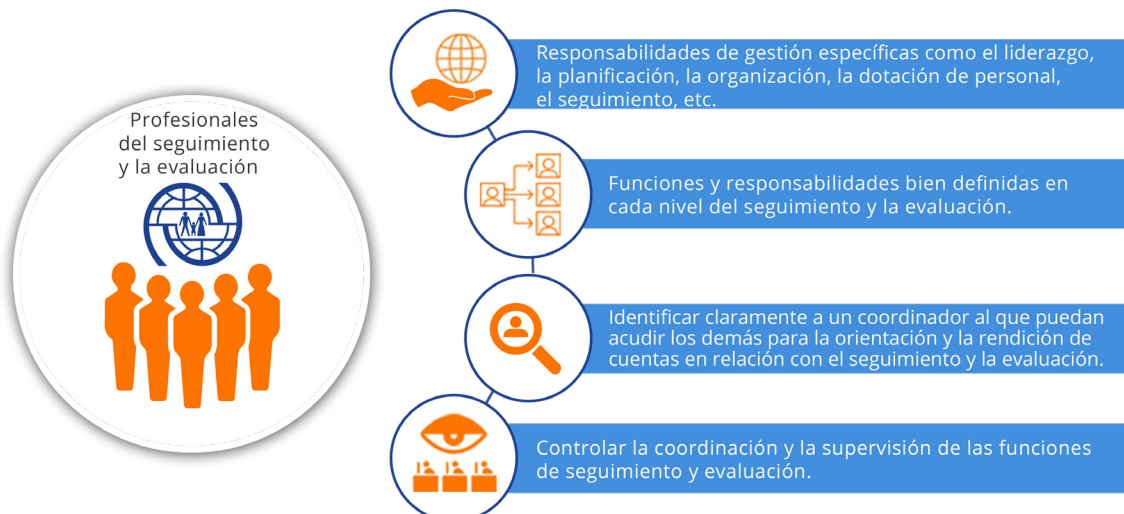 Profesionales
del seguimiento
y la evaluación
Responsabilidades de gestión específicas como el liderazgo,
la planificación, la organización, la dotación de personal,
el seguimiento, etc.
Funciones y responsabilidades bien definidas en
cada nivel del seguimiento y la evaluación.
Identificar claramente a un coordinador al que puedan
acudir los demás para la orientación y la rendición de
cuentas en relación con el seguimiento y la evaluación.
Controlar la coordinación y la supervisión de las funciones
de seguimiento y evaluación.